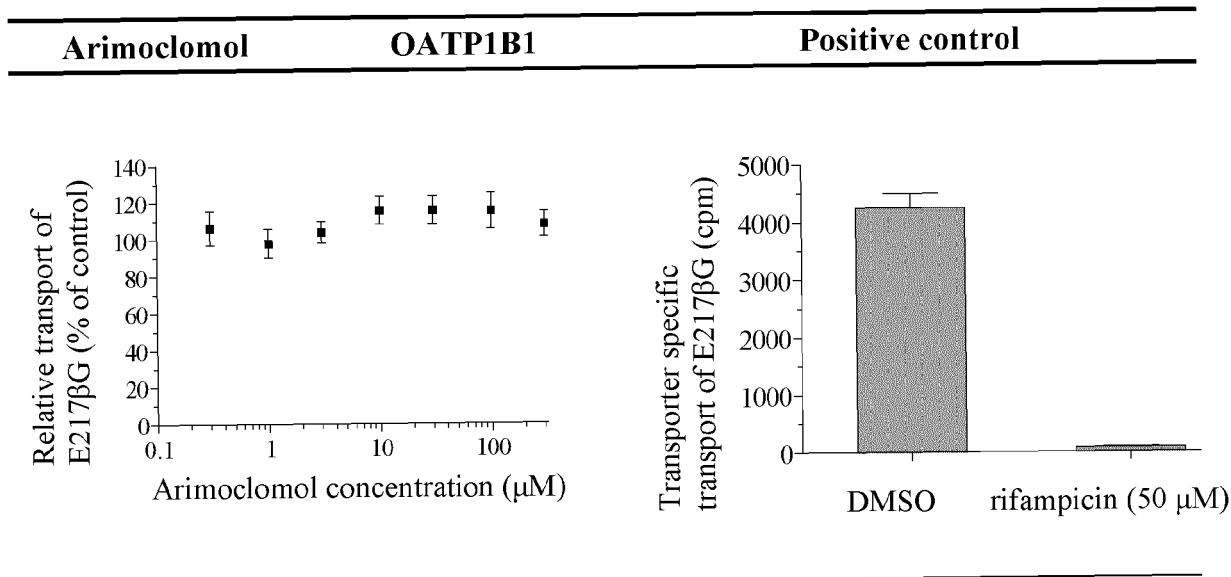 Arimoclomol OATP1B1 Positive control
140
120
100
80
60
40
20
0
0.1 1 10 100
Relative transport of
E217βG (% of control)
Arimoclomol concentration (μM)
5000
4000
3000
2000
1000
0
Transporter specific
transport of E217βG (cpm)
DMSO rifampicin (50 μM)